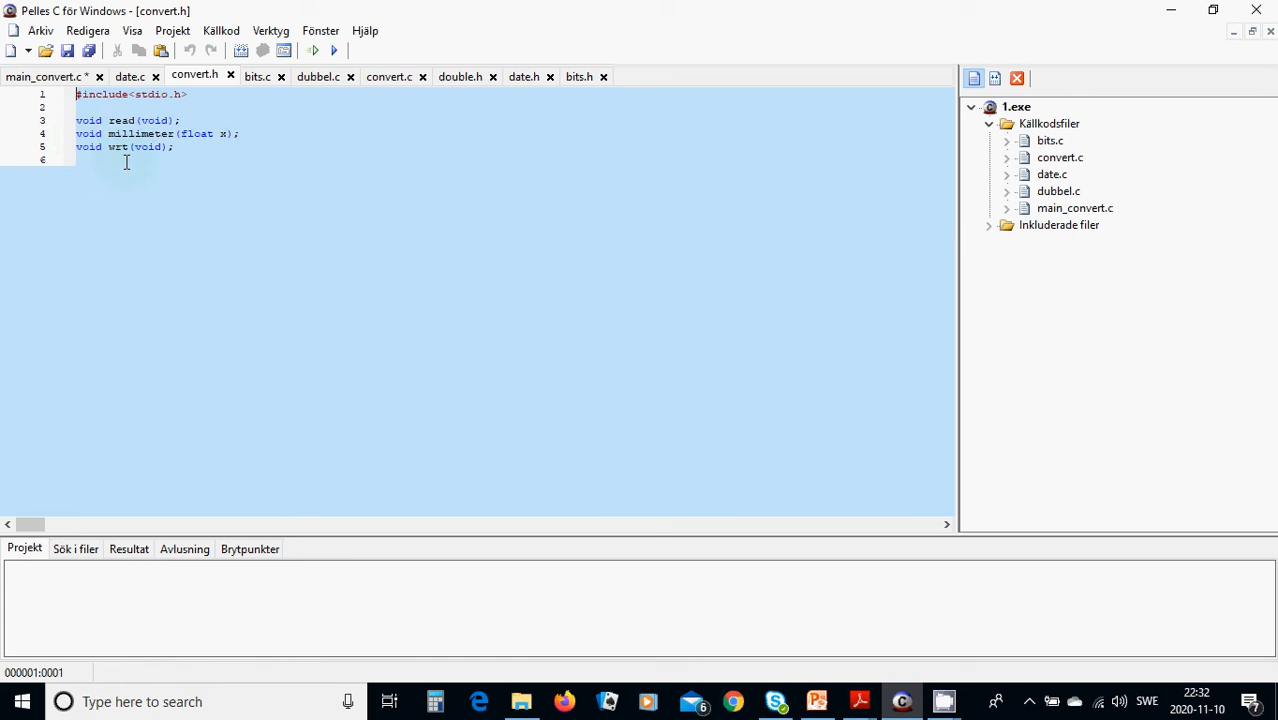 Pelles C för Windows - [convert.h]
Arkiv Redigera Visa Projekt Källkod Verktyg Fönster Hjälp
main_convert.c * date.c convert.h bits.c dubbel.c convert.c double.h date.h bits.h
1 #include<stdio.h>
2
3 void read(void);
4 void millimeter(float x);
5 void wrt(void);
6
1.exe
Källkodsfiler
bits.c
convert.c
date.c
dubbel.c
main_convert.c
Inkluderade filer
Projekt Sök i filer Resultat Avlusning Brytpunkter
000001:0001
Type here to search
6
SWE
22:32
2020-11-10
7